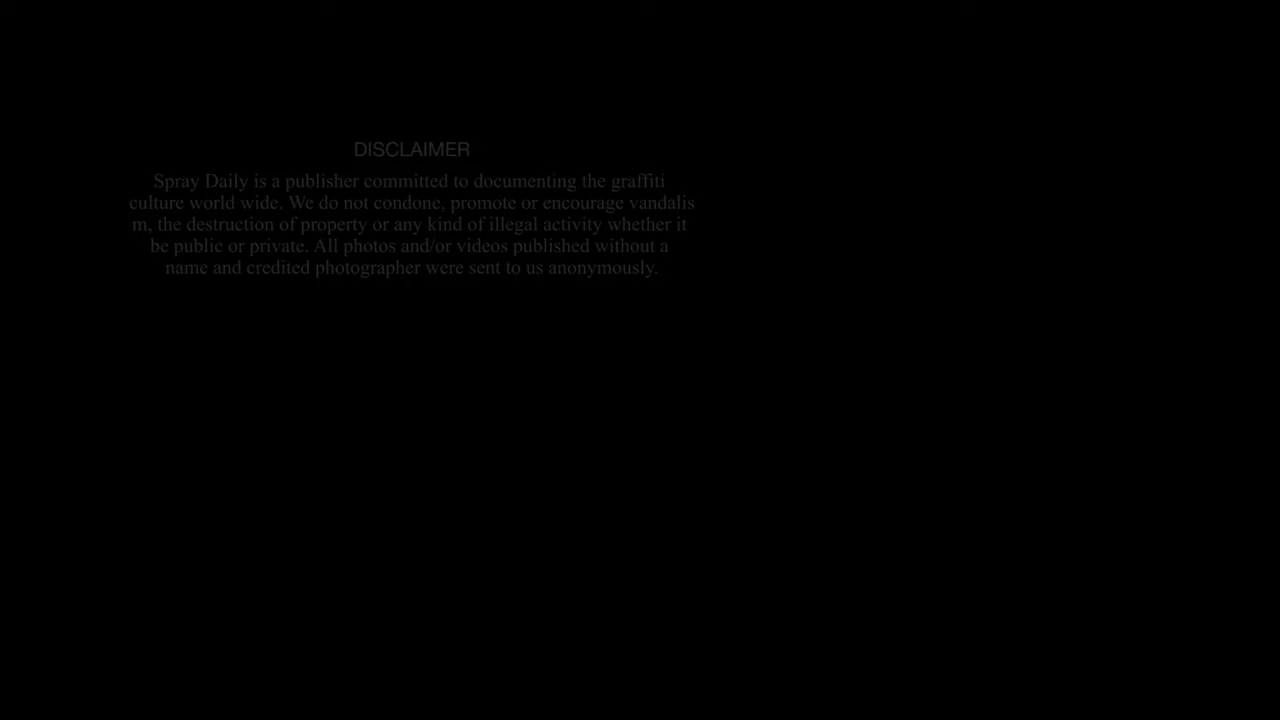 DISCLAIMER
Spray Daily is a publisher committed to documenting the graffiti
culture world wide. We do not condone, promote or encourage vandalis
m, the destruction of property or any kind of illegal activity whether it
be public or private. All photos and/or videos published without a
name and credited photographer were sent to us anonymously.